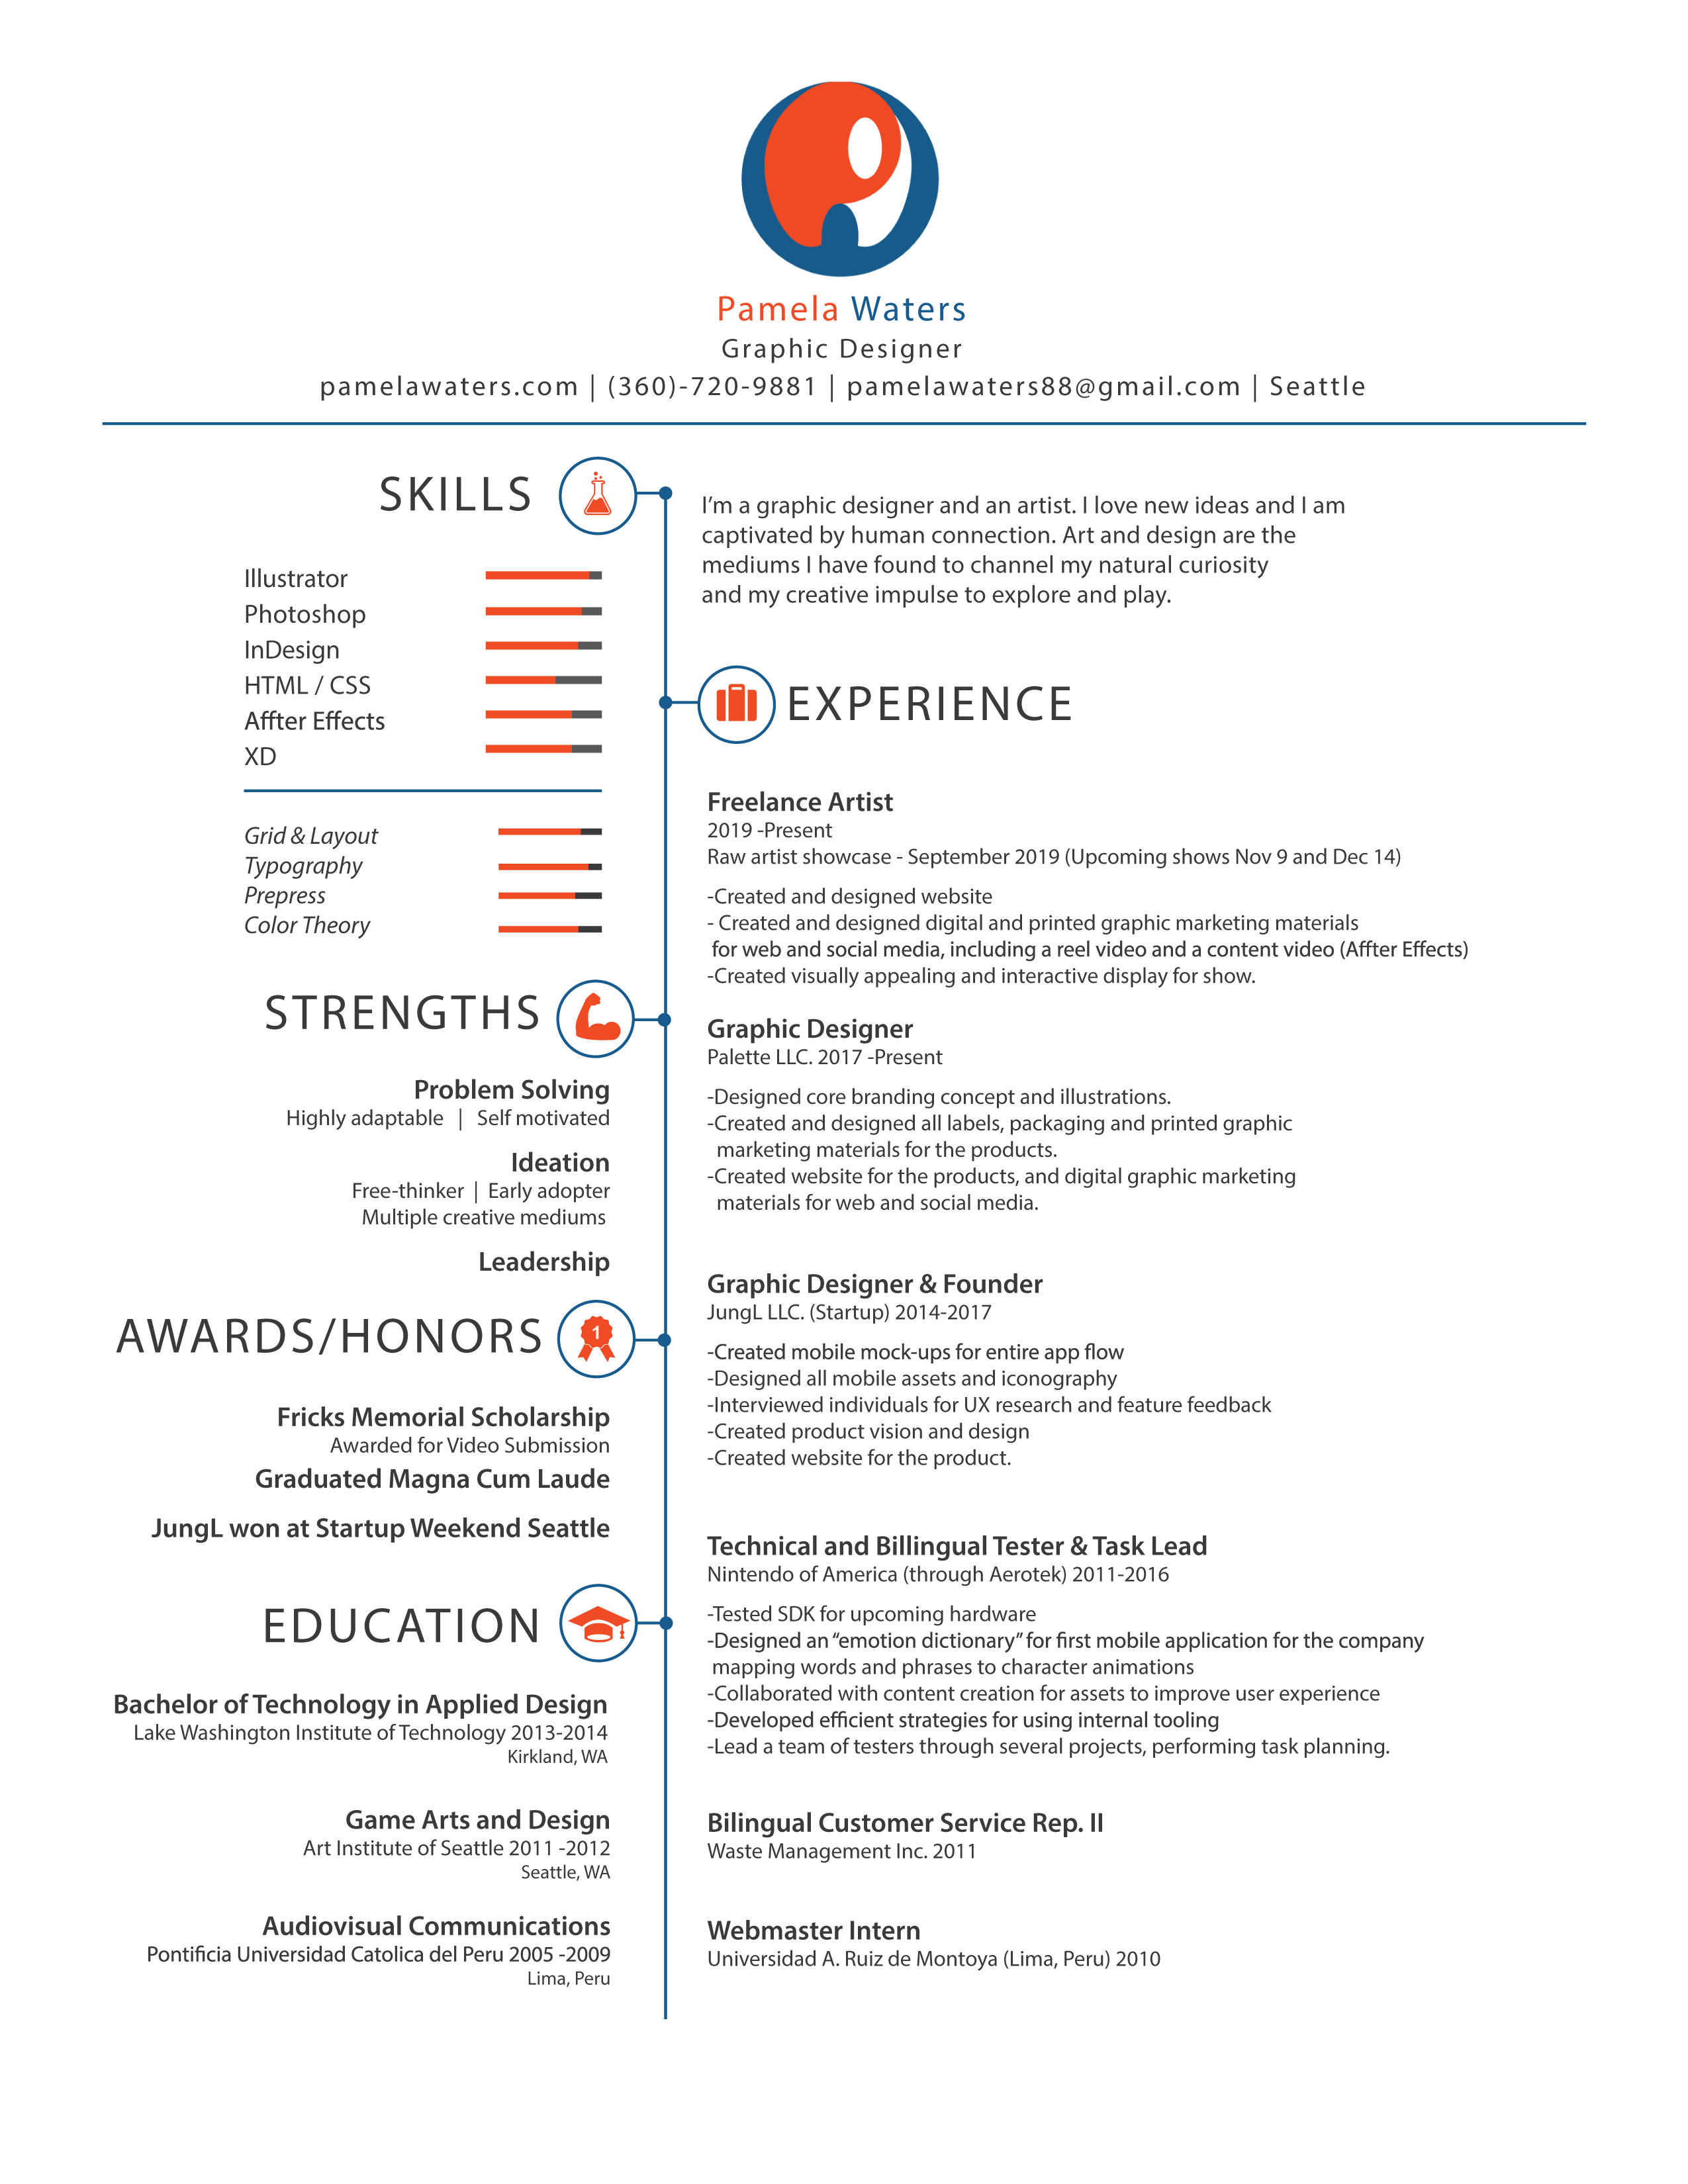 Pamela Waters
Graphic Designer
pamelawaters.com | (360)-720-9881 | pamelawaters88@gmail.com | Seattle
SKILLS
Illustrator
Photoshop
InDesign
HTML / CSS
Affter Effects
XD
Grid & Layout
Typography
Prepress
Color Theory
STRENGTHS
Problem Solving
Highly adaptable | Self motivated
Ideation
Free-thinker | Early adopter
Multiple creative mediums
Leadership
AWARDS/HONORS
1
Fricks Memorial Scholarship
Awarded for Video Submission
Graduated Magna Cum Laude
JungL won at Startup Weekend Seattle
EDUCATION
Bachelor of Technology in Applied Design
Lake Washington Institute of Technology 2013-2014
Kirkland, WA
Game Arts and Design
Art Institute of Seattle 2011 -2012
Seattle, WA
Audiovisual Communications
Pontificia Universidad Catolica del Peru 2005 -2009
Lima, Peru
I'm a graphic designer and an artist. I love new ideas and I am
captivated by human connection. Art and design are the
mediums I have found to channel my natural curiosity
and my creative impulse to explore and play.
EXPERIENCE
Freelance Artist
2019 -Present
Raw artist showcase - September 2019 (Upcoming shows Nov 9 and Dec 14)
-Created and designed website
- Created and designed digital and printed graphic marketing materials
for web and social media, including a reel video and a content video (Affter Effects)
-Created visually appealing and interactive display for show.
Graphic Designer
Palette LLC. 2017 -Present
-Designed core branding concept and illustrations.
-Created and designed all labels, packaging and printed graphic
marketing materials for the products.
-Created website for the products, and digital graphic marketing
materials for web and social media.
Graphic Designer & Founder
JungL LLC. (Startup) 2014-2017
-Created mobile mock-ups for entire app flow
-Designed all mobile assets and iconography
-Interviewed individuals for UX research and feature feedback
-Created product vision and design
-Created website for the product.
Technical and Billingual Tester & Task Lead
Nintendo of America (through Aerotek) 2011-2016
-Tested SDK for upcoming hardware
-Designed an “emotion dictionary” for first mobile application for the company
mapping words and phrases to character animations
-Collaborated with content creation for assets to improve user experience
-Developed efficient strategies for using internal tooling
-Lead a team of testers through several projects, performing task planning.
Bilingual Customer Service Rep. II
Waste Management Inc. 2011
Webmaster Intern
Universidad A. Ruiz de Montoya (Lima, Peru) 2010